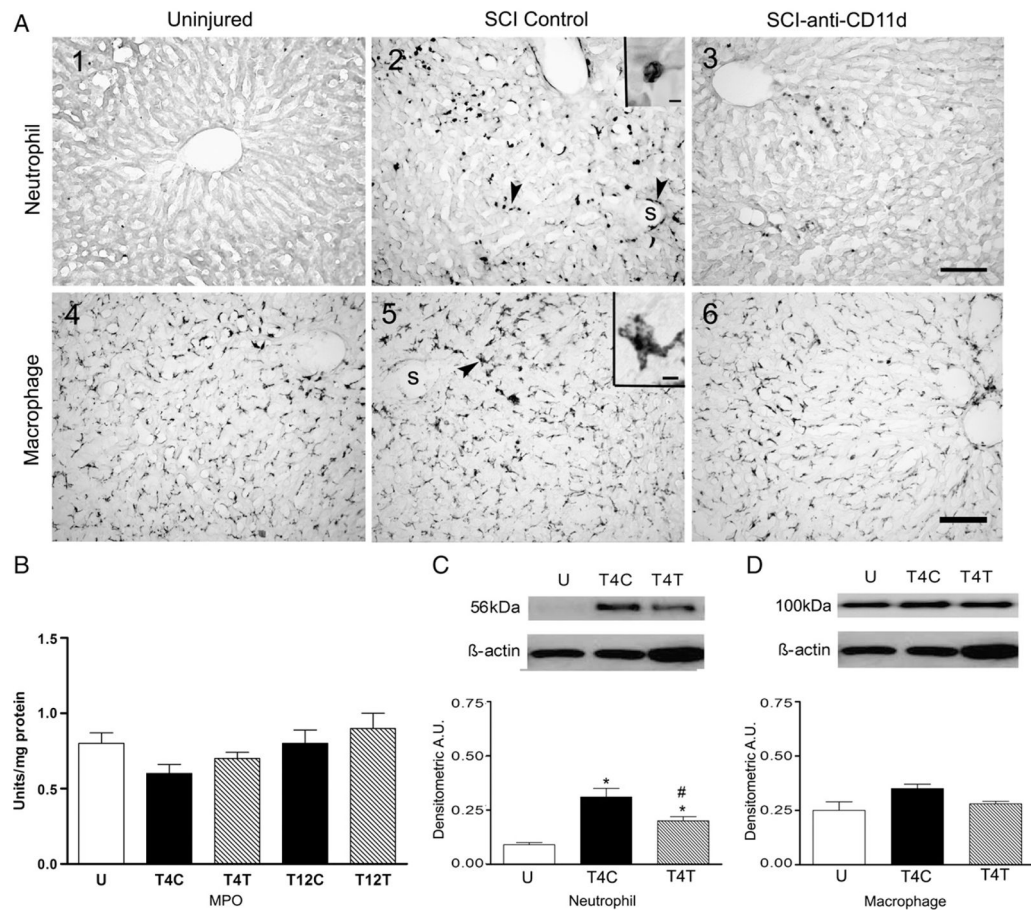 A
Uninjured
SCI Control
SCI-anti-CD11d
Neutrophil
1
2
3
S
Macrophage
4
5
6
S
B
1.5
1.0
0.5
0.0
Units/mg protein
U T4C T4T T12C T12T
MPO
C
U T4C T4T
56kDa
ß-actin
0.75
0.50
0.25
0.00
Densitometric A.U.
*
#
*
U T4C T4T
Neutrophil
D
U T4C T4T
100kDa
ß-actin
0.75
0.50
0.25
0.00
Densitometric A.U.
U T4C T4T
Macrophage